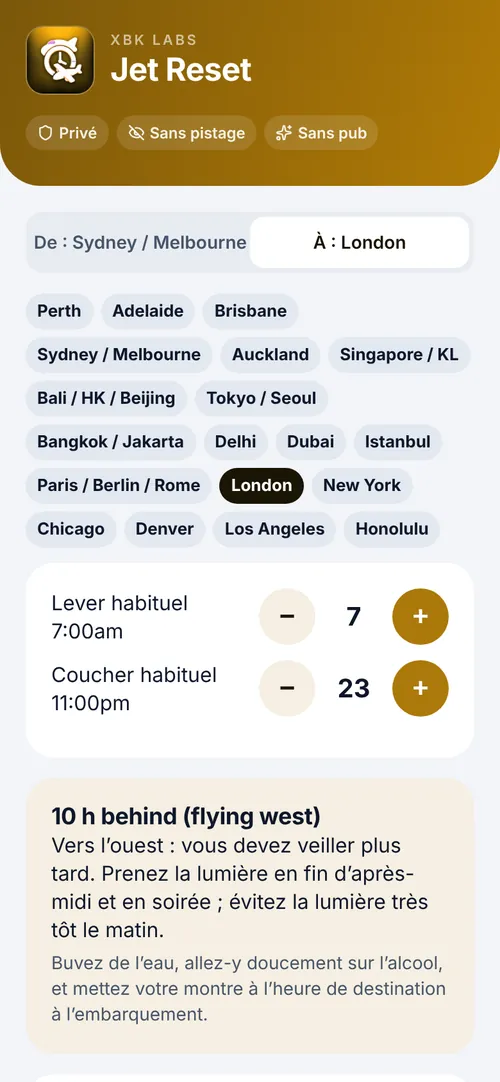 XBK LABS
Jet Reset
Privé
Sans pistage
Sans pub
De : Sydney / Melbourne
À : London
Perth
Adelaide
Brisbane
Sydney / Melbourne
Auckland
Singapore / KL
Bali / HK / Beijing
Tokyo / Seoul
Bangkok / Jakarta
Delhi
Dubai
Istanbul
Paris / Berlin / Rome
London
New York
Chicago
Denver
Los Angeles
Honolulu
Lever habituel
7:00am
− 7 +
Coucher habituel
11:00pm
− 23 +
10 h behind (flying west)
Vers l’ouest : vous devez veiller plus
tard. Prenez la lumière en fin d’après-
midi et en soirée ; évitez la lumière très
tôt le matin.
Buvez de l’eau, allez-y doucement sur l’alcool,
et mettez votre montre à l’heure de destination
à l’embarquement.